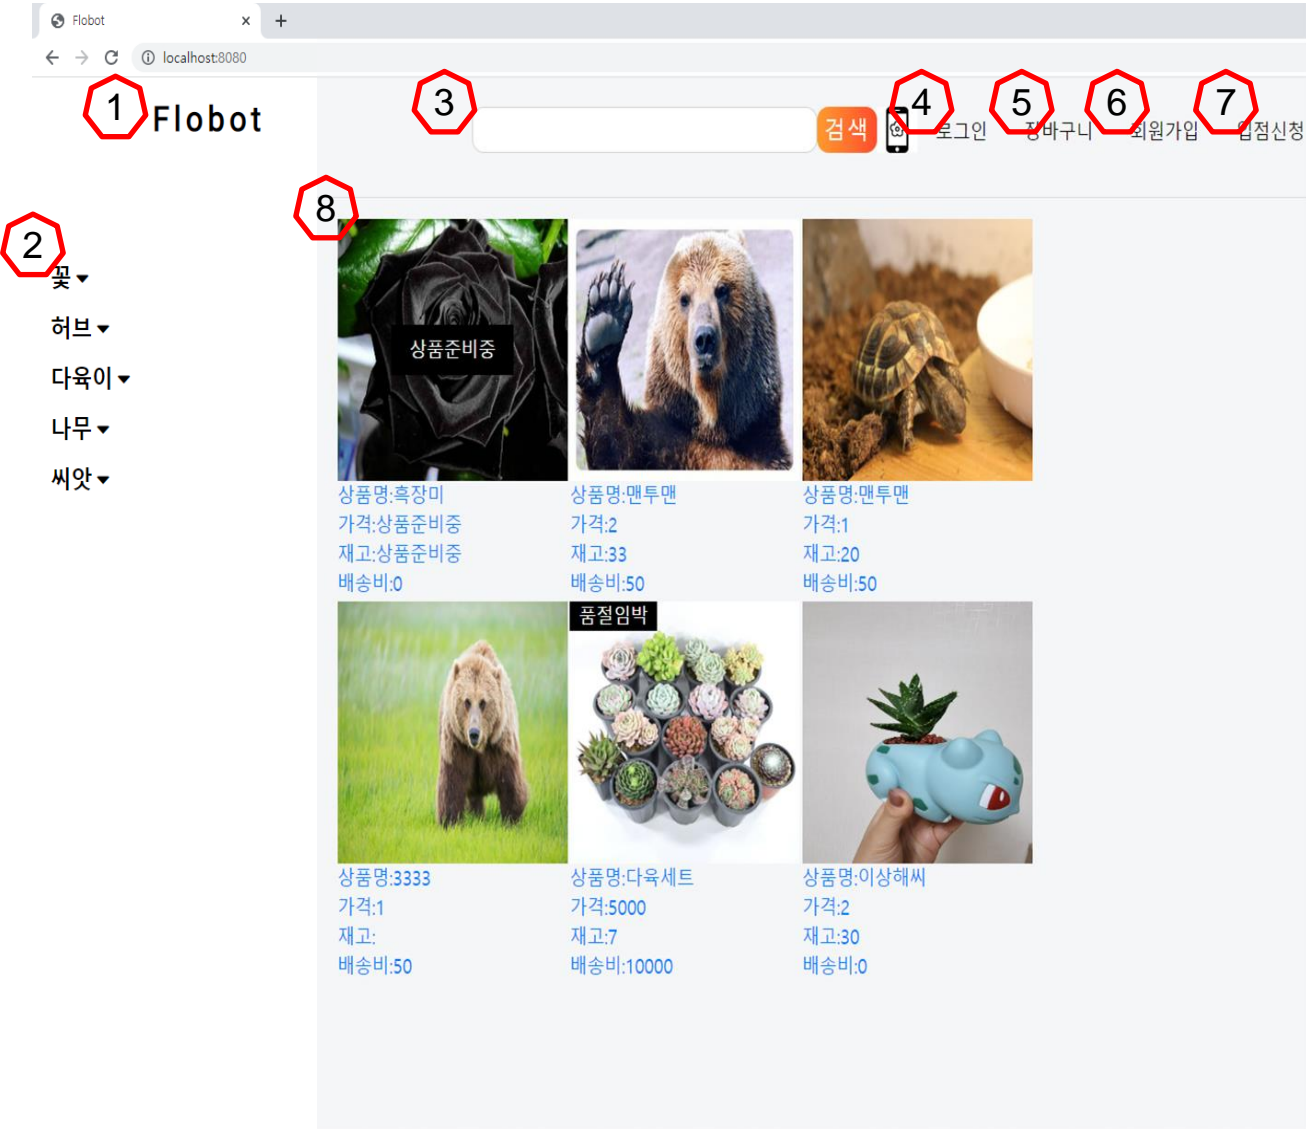 Flobot
localhost:8080
1
Flobot
3
검색
4
로그인
5
장바구니
6
회원가입
7
입점신청
2
꽃
허브
다육이
나무
씨앗
8
상품준비중
상품명:흑장미
가격:상품준비중
재고:상품준비중
배송비:0
상품명:맨투맨
가격:2
재고:33
배송비:50
상품명:맨투맨
가격:1
재고:20
배송비:50
상품명:3333
가격:1
재고:
배송비:50
품절임박
상품명:다육세트
가격:5000
재고:7
배송비:10000
상품명:이상해씨
가격:2
재고:30
배송비:0